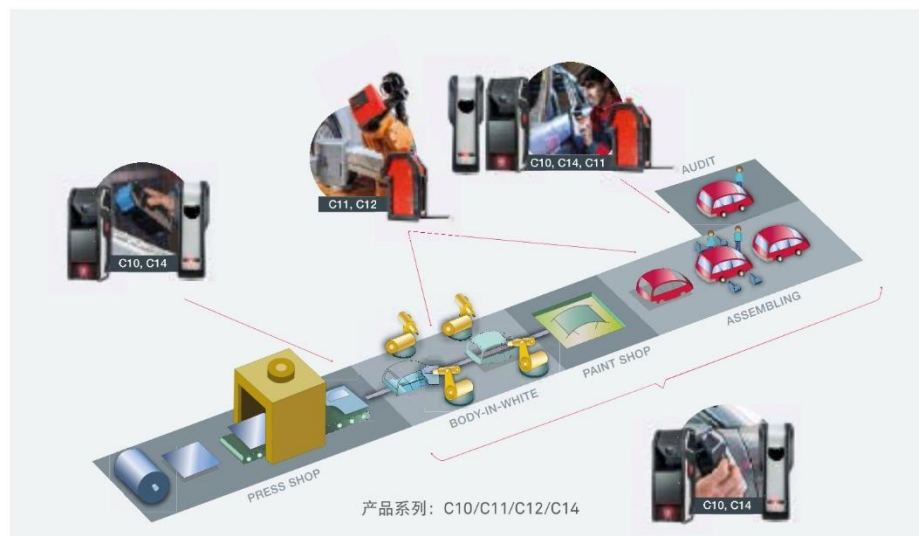 C10, C14, C11
AUDIT
C11, C12
C10, C14
ASSEMBLING
PAINT SHOP
BODY-IN-WHITE
PRESS SHOP
C10, C14
产品系列：C10/C11/C12/C14